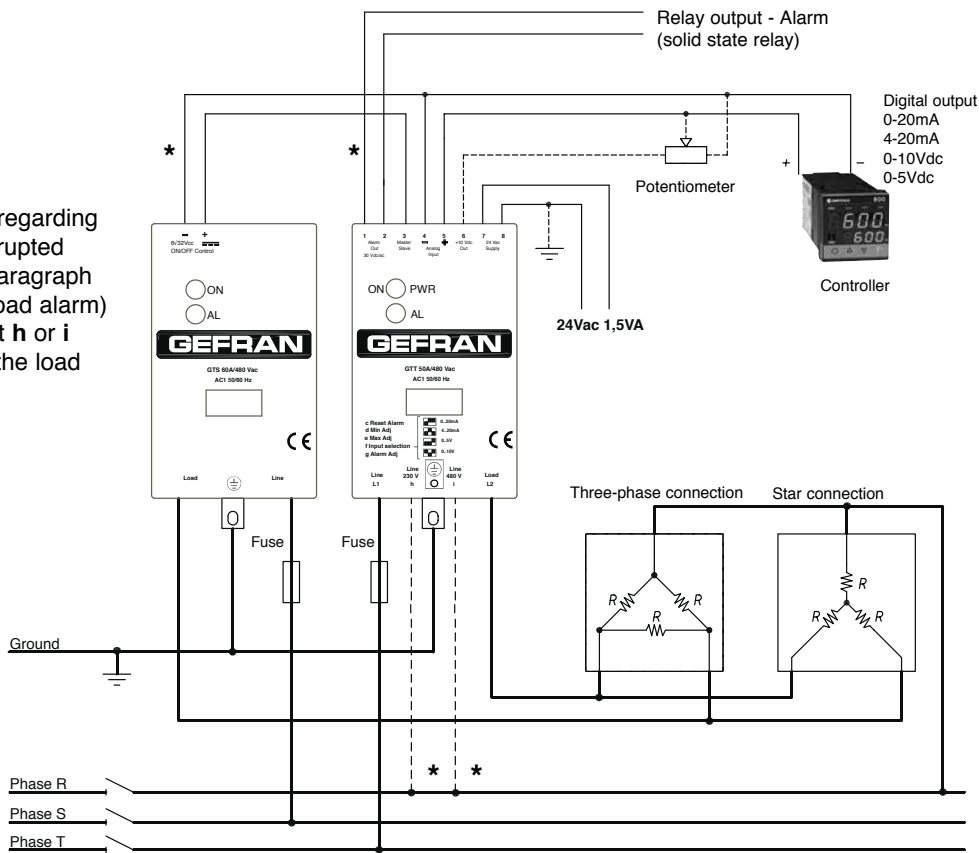 Relay output - Alarm
(solid state relay)
Digital output
0-20mA
4-20mA
0-10Vdc
0-5Vdc
*
*
+
−
Potentiometer
600
600
Controller
regarding
rupted
aragraph
oad alarm)
t h or i
the load
− +
6/32Vcc
ON/OFF Control
ON
AL
GEFRAN
GTS 60A/480 Vac
AC1 50/60 Hz
CE
Load
Line
1 2 3 4 5 6 7 8
Alarm
Out
30 Vdc/ac
Master
Slave
− +
Analog
Input
+10 Vdc
Out
24 Vac
Supply
ON PWR
AL
GEFRAN
GTT 50A/480 Vac
AC1 50/60 Hz
c Reset Alarm
d Min Adj
e Max Adj
f Input selection
g Alarm Adj
0..20mA
4..20mA
0..5V
0..10V
CE
Line
L1
Line
230 V
h
Line
480 V
i
Load
L2
24Vac 1,5VA
Fuse
Fuse
Three-phase connection
Star connection
R
R
R
R
R
R
Ground
* *
Phase R
Phase S
Phase T